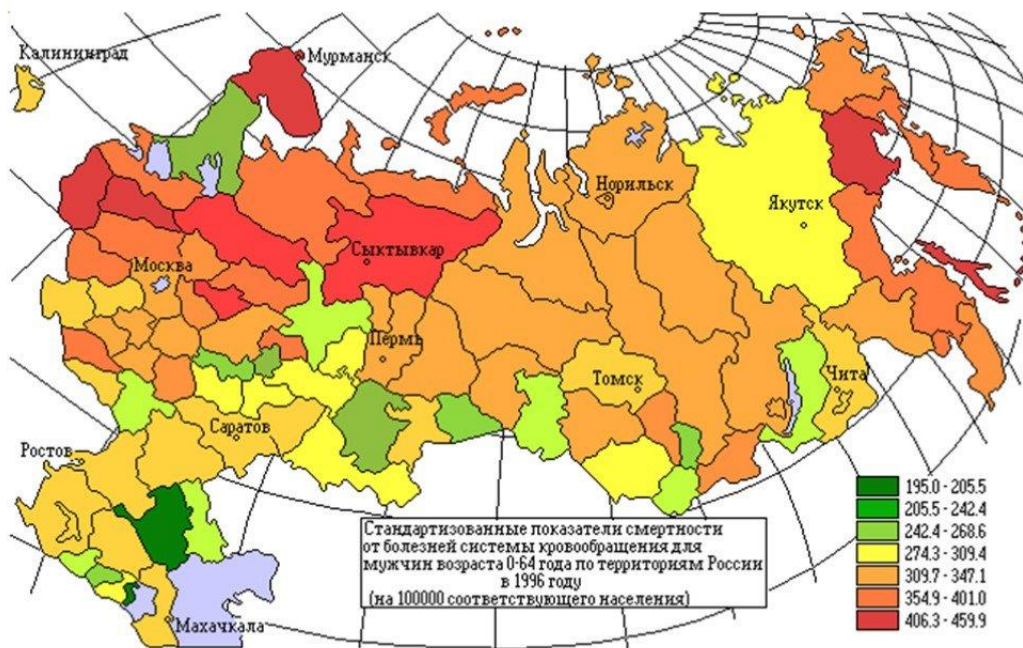 Калининград
Мурманск
Норильск
Якутск
Сыктывкар
Москва
Пермь
Томск
Чита
Саратов
Ростов
Махачкала
Стандартизованные показатели смертности
от болезней системы кровообращения для
мужчин возраста 0-64 года по территориям России
в 1996 году
(на 100000 соответствующего населения)
195.0 - 205.5
205.5 - 242.4
242.4 - 268.6
274.3 - 309.4
309.7 - 347.1
354.9 - 401.0
406.3 - 459.9